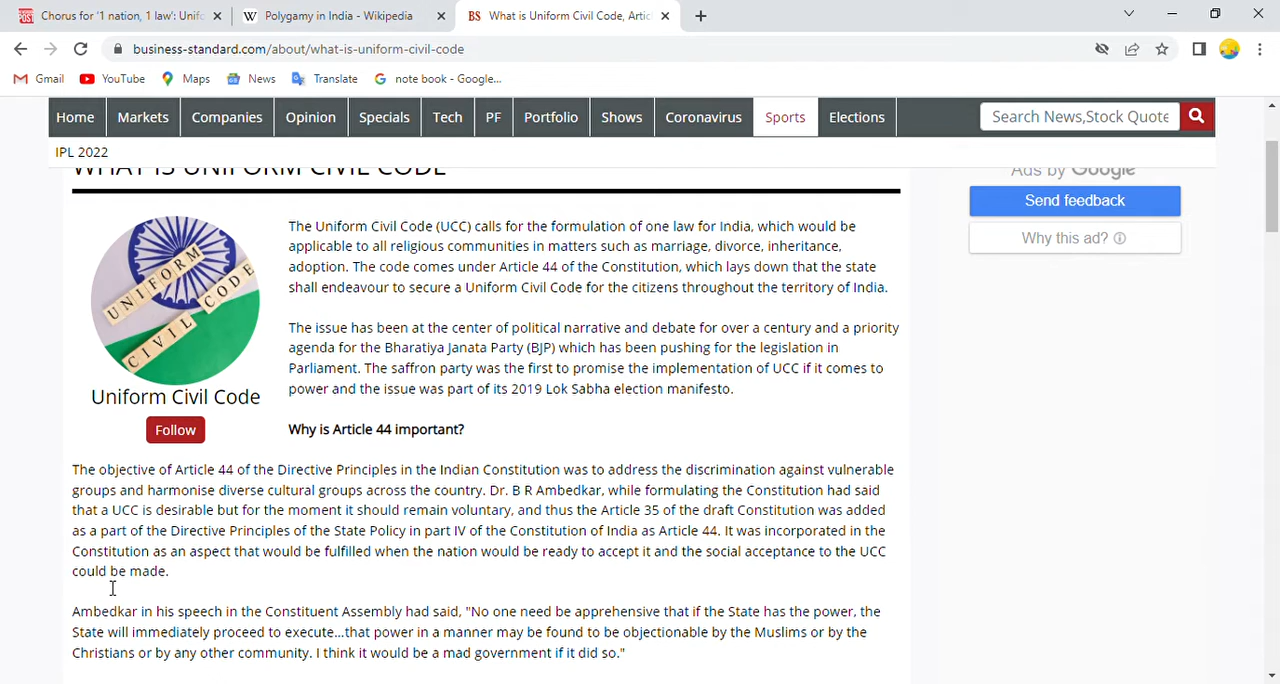 Chorus for '1 nation, 1 law': Unifo
Polygamy in India - Wikipedia
BS What is Uniform Civil Code, Artic
business-standard.com/about/what-is-uniform-civil-code
Gmail YouTube Maps News Translate note book - Google...
Home Markets Companies Opinion Specials Tech PF Portfolio Shows Coronavirus Sports Elections Search News,Stock Quote
IPL 2022
WHAT IS UNIFORM CIVIL CODE
Ads by Google
Send feedback
Why this ad?
UNIFORM
CIVIL CODE
Uniform Civil Code
Follow
The Uniform Civil Code (UCC) calls for the formulation of one law for India, which would be
applicable to all religious communities in matters such as marriage, divorce, inheritance,
adoption. The code comes under Article 44 of the Constitution, which lays down that the state
shall endeavour to secure a Uniform Civil Code for the citizens throughout the territory of India.
The issue has been at the center of political narrative and debate for over a century and a priority
agenda for the Bharatiya Janata Party (BJP) which has been pushing for the legislation in
Parliament. The saffron party was the first to promise the implementation of UCC if it comes to
power and the issue was part of its 2019 Lok Sabha election manifesto.
Why is Article 44 important?
The objective of Article 44 of the Directive Principles in the Indian Constitution was to address the discrimination against vulnerable
groups and harmonise diverse cultural groups across the country. Dr. B R Ambedkar, while formulating the Constitution had said
that a UCC is desirable but for the moment it should remain voluntary, and thus the Article 35 of the draft Constitution was added
as a part of the Directive Principles of the State Policy in part IV of the Constitution of India as Article 44. It was incorporated in the
Constitution as an aspect that would be fulfilled when the nation would be ready to accept it and the social acceptance to the UCC
could be made.
Ambedkar in his speech in the Constituent Assembly had said, "No one need be apprehensive that if the State has the power, the
State will immediately proceed to execute...that power in a manner may be found to be objectionable by the Muslims or by the
Christians or by any other community. I think it would be a mad government if it did so."